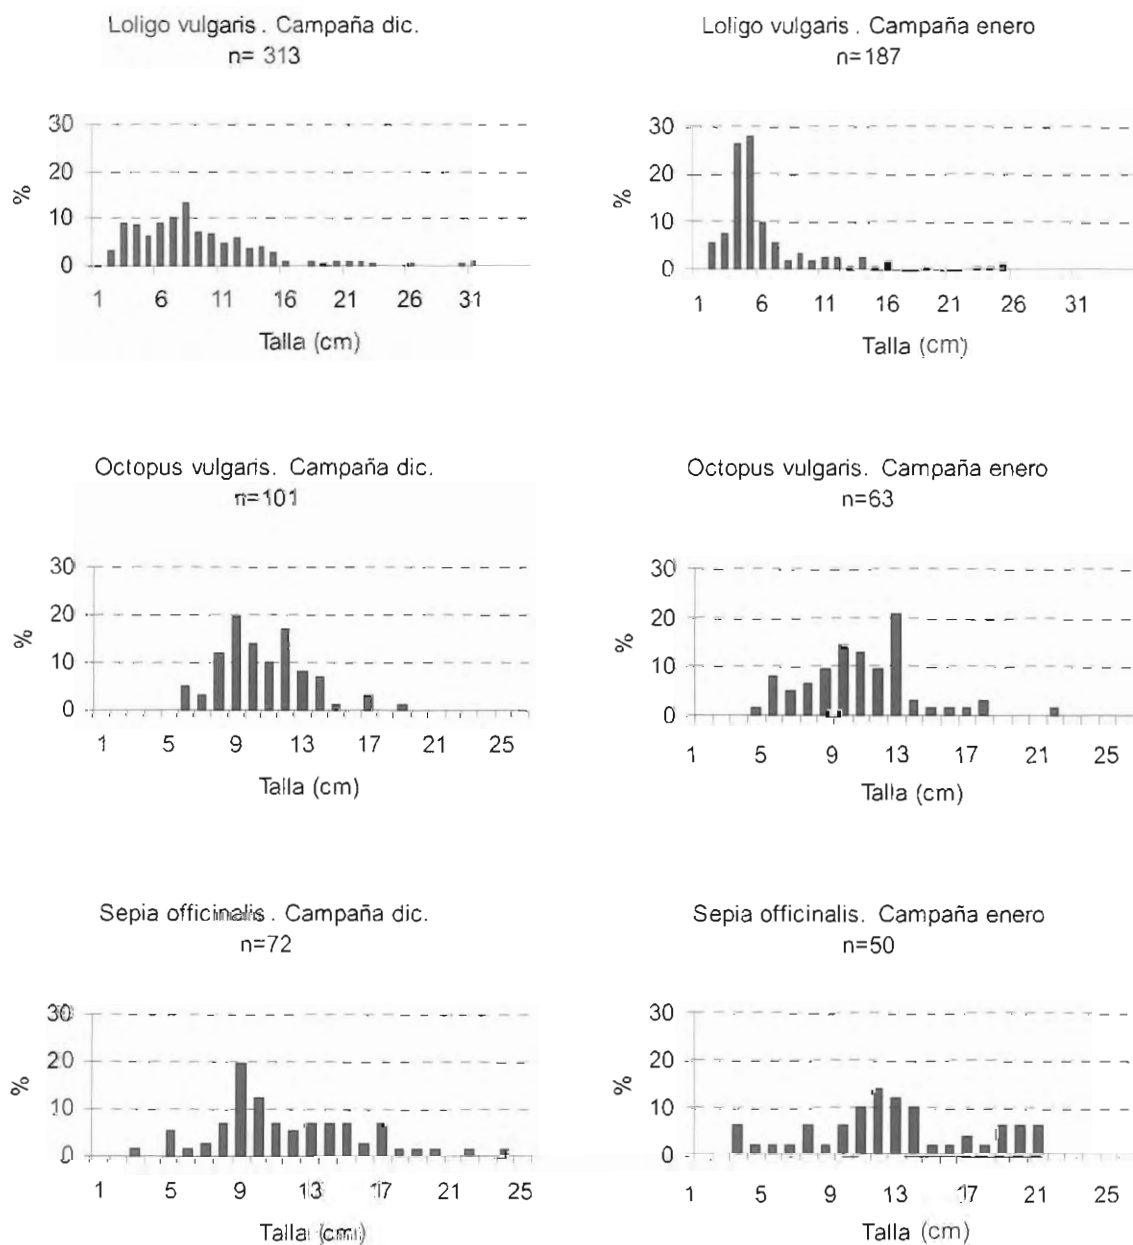 Loligo vulgaris. Campaña dic.
n= 313
30
20
10
0
%
1 6 11 16 21 26 31
Talla (cm)
Loligo vulgaris. Campaña enero
n=187
30
20
10
0
%
1 6 11 16 21 26 31
Talla (cm)
Octopus vulgaris. Campaña dic.
n=101
30
20
10
0
%
1 5 9 13 17 21 25
Talla (cm)
Octopus vulgaris. Campaña enero
n=63
30
20
10
0
%
1 5 9 13 17 21 25
Talla (cm)
Sepia officinalis. Campaña dic.
n=72
30
20
10
0
%
1 5 9 13 17 21 25
Talla (cm)
Sepia officinalis. Campaña enero
n=50
30
20
10
0
%
1 5 9 13 17 21 25
Talla (cm)